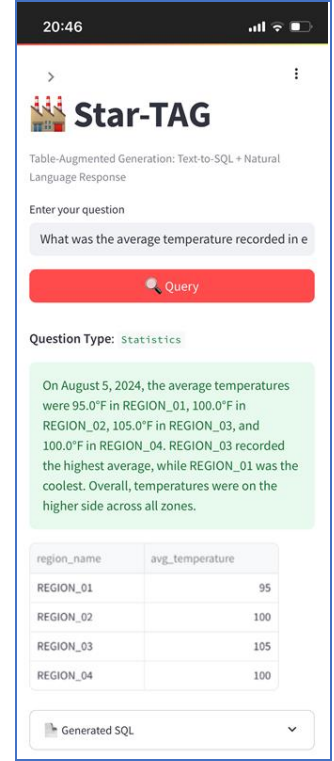 20:46
Star-TAG
Table-Augmented Generation: Text-to-SQL + Natural
Language Response
Enter your question
What was the average temperature recorded in e
Query
Question Type: Statistics
On August 5, 2024, the average temperatures
were 95.0°F in REGION_01, 100.0°F in
REGION_02, 105.0°F in REGION_03, and
100.0°F in REGION_04. REGION_03 recorded
the highest average, while REGION_01 was the
coolest. Overall, temperatures were on the
higher side across all zones.
region_name avg_temperature
REGION_01 95
REGION_02 100
REGION_03 105
REGION_04 100
Generated SQL